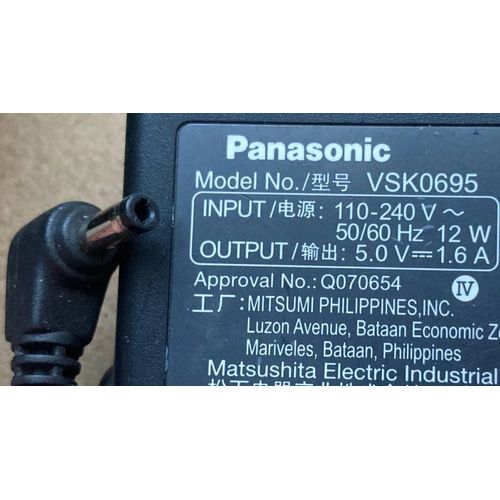 Panasonic
Model No./型号 VSK0695
INPUT/电源: 110-240 V ∼
50/60 Hz 12 W
OUTPUT/输出: 5.0 V⎓1.6 A
Approval No.:Q070654
IV
工厂: MITSUMI PHILIPPINES,INC.
Luzon Avenue, Bataan Economic
Mariveles, Bataan, Philippines
Matsushita Electric Industrial